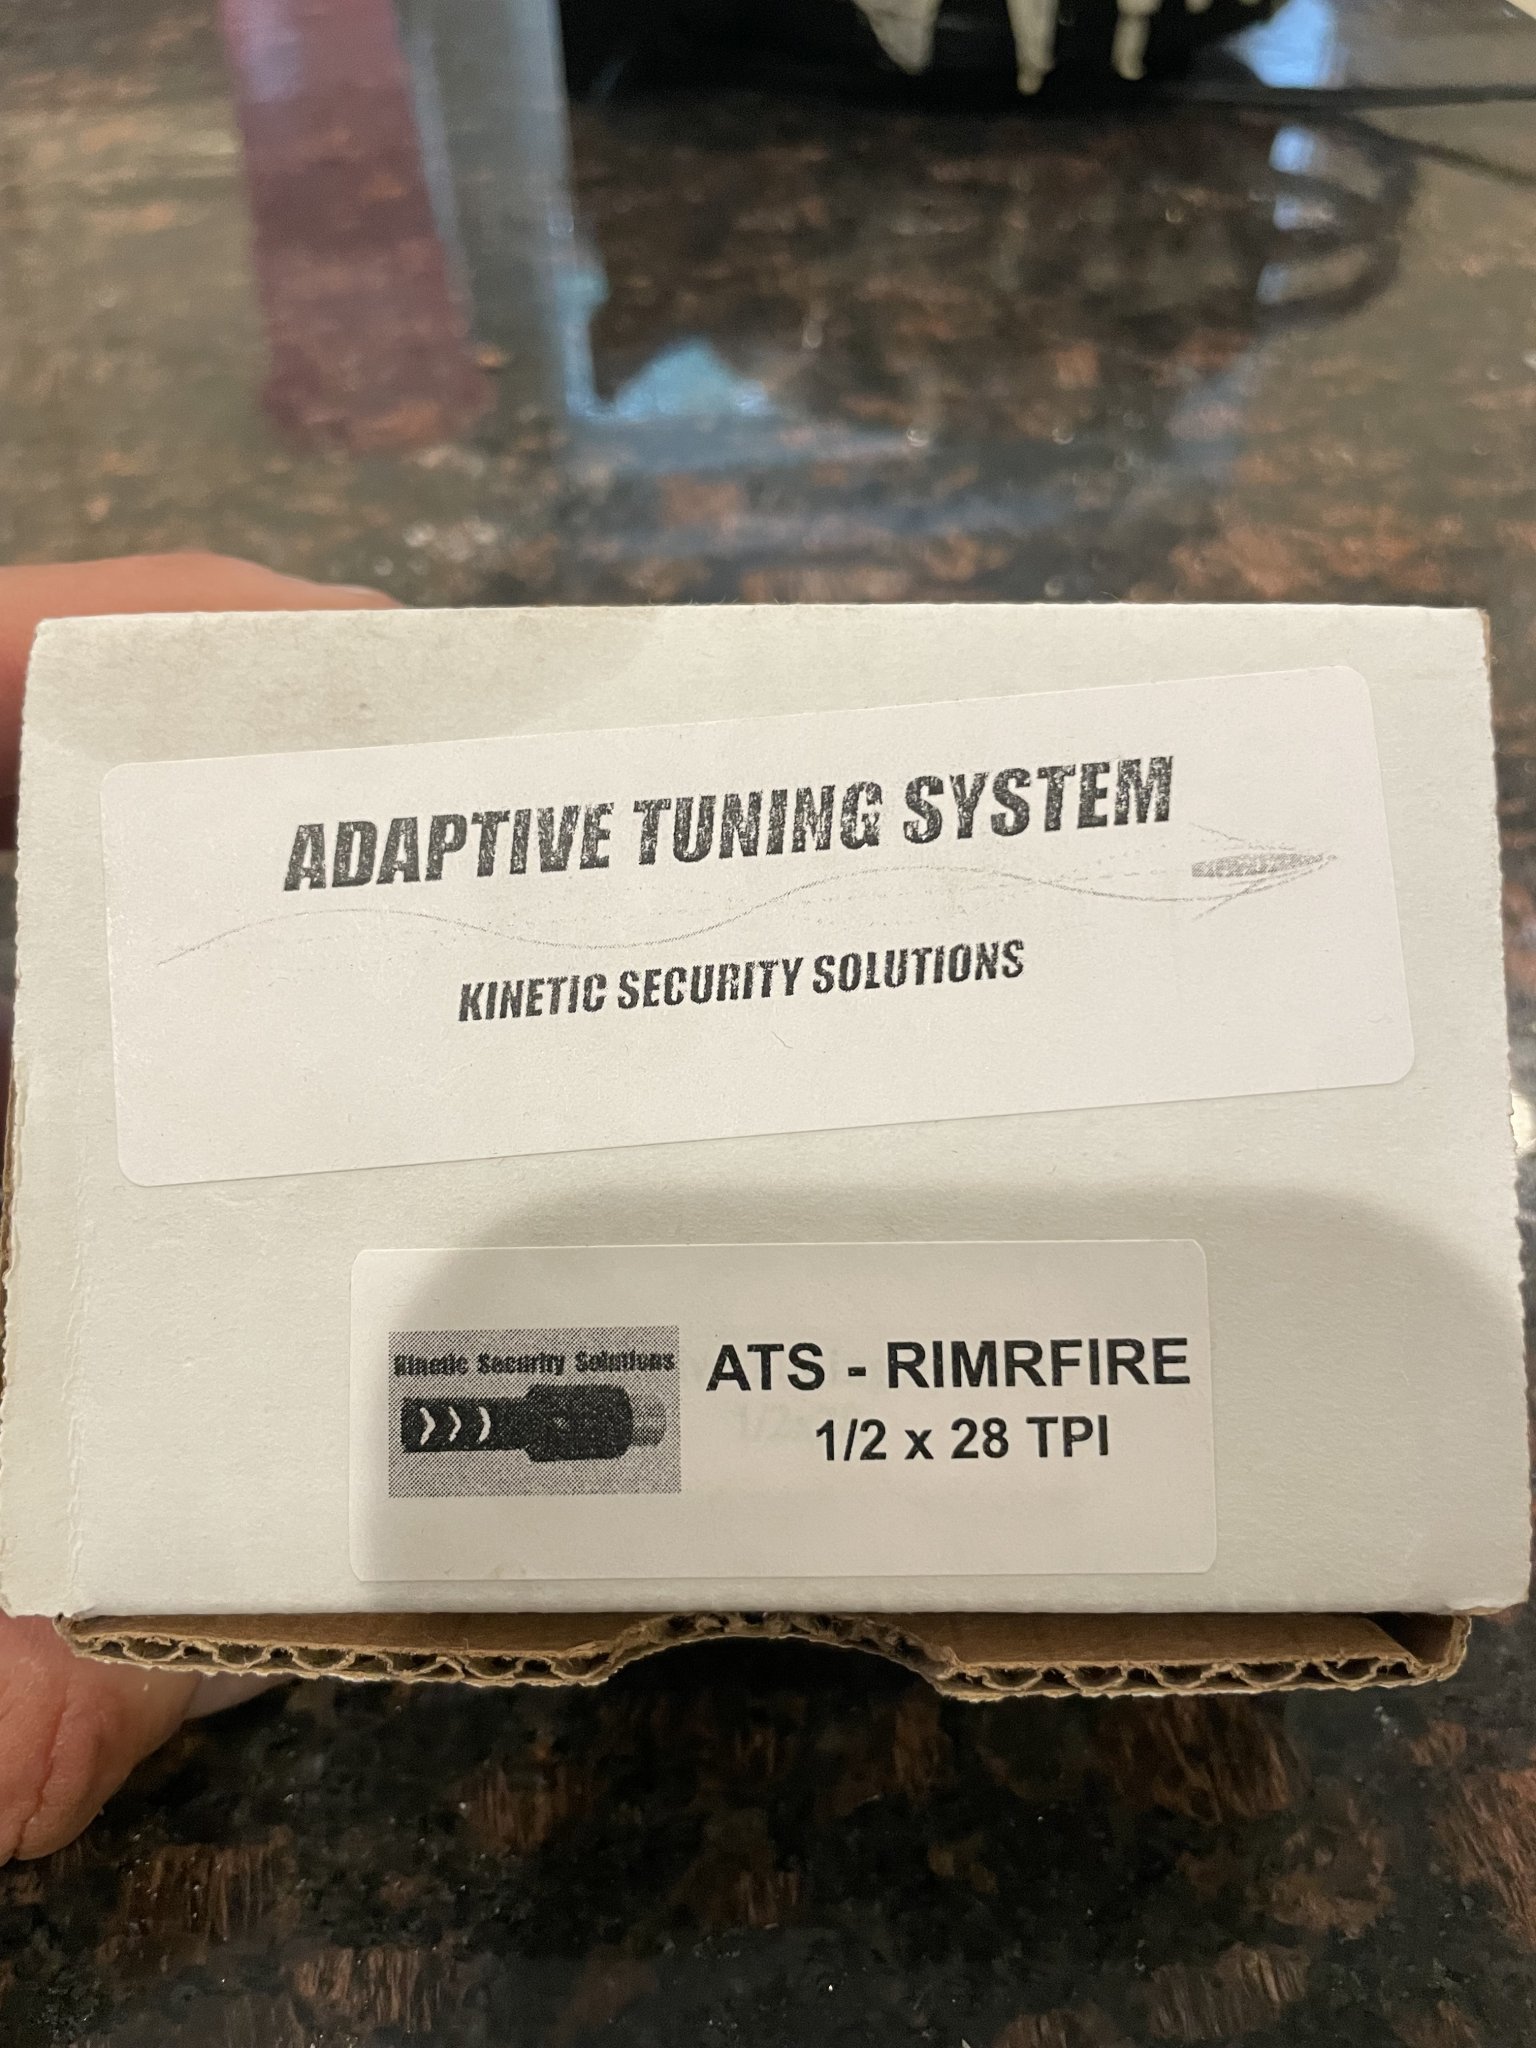 ADAPTIVE TUNING SYSTEM
KINETIC SECURITY SOLUTIONS
Kinetic Security Solutions
ATS - RIMRFIRE
1/2 x 28 TPI